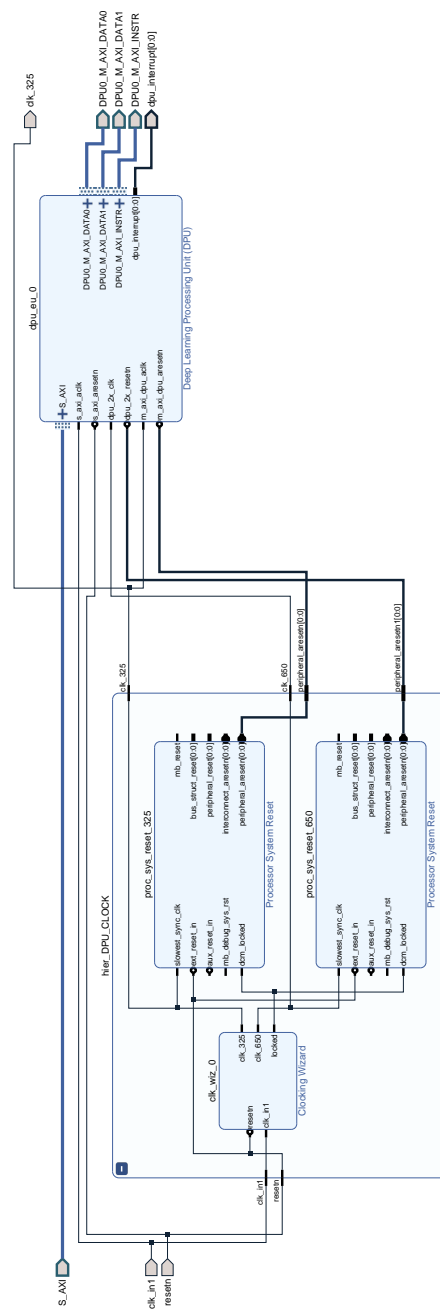 S_AXI
clk_in1
resetn
hier_DPU_CLOCK
clk_in1
resetn
clk_wiz_0
resetn
clk_in1
clk_325
clk_650
locked
Clocking Wizard
proc_sys_reset_325
slowest_sync_clk
ext_reset_in
aux_reset_in
mb_debug_sys_rst
dcm_locked
mb_reset
bus_struct_reset[0:0]
peripheral_reset[0:0]
interconnect_aresetn[0:0]
peripheral_aresetn[0:0]
Processor System Reset
proc_sys_reset_650
slowest_sync_clk
ext_reset_in
aux_reset_in
mb_debug_sys_rst
dcm_locked
mb_reset
bus_struct_reset[0:0]
peripheral_reset[0:0]
interconnect_aresetn[0:0]
peripheral_aresetn[0:0]
Processor System Reset
clk_325
clk_650
peripheral_aresetn[0:0]
peripheral_aresetn1[0:0]
dpu_eu_0
S_AXI
s_axi_aclk
s_axi_aresetn
dpu_2x_clk
dpu_2x_resetn
m_axi_dpu_aclk
m_axi_dpu_aresetn
DPU0_M_AXI_DATA0
DPU0_M_AXI_DATA1
DPU0_M_AXI_INSTR
dpu_interrupt[0:0]
Deep Learning Processing Unit (DPU)
clk_325
DPU0_M_AXI_DATA0
DPU0_M_AXI_DATA1
DPU0_M_AXI_INSTR
dpu_interrupt[0:0]